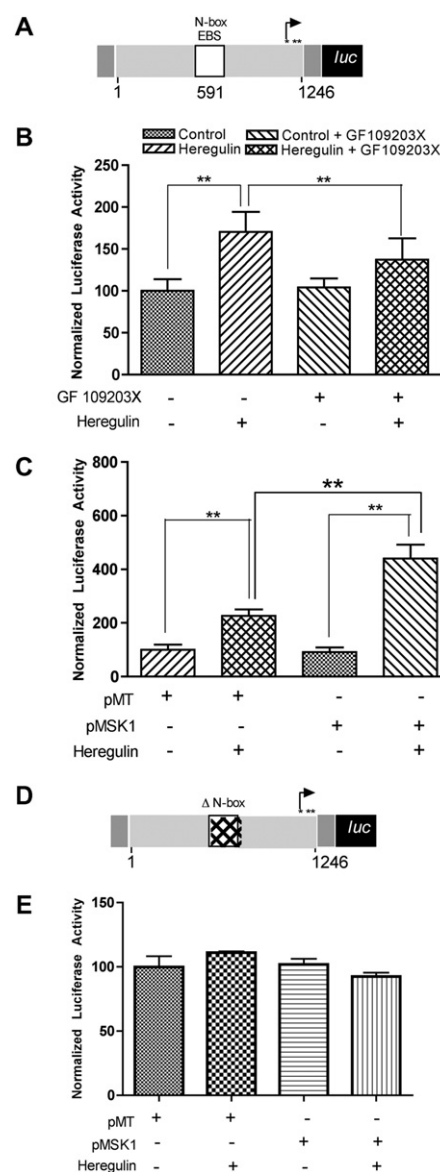 A
N-box
EBS
* **
luc
1 591 1246
B
Control Control + GF109203X
Heregulin Heregulin + GF109203X
Normalized Luciferase Activity
200
150
100
50
0
** **
GF 109203X - - + +
Heregulin - + - +
C
Normalized Luciferase Activity
800
600
400
200
0
**
** **
pMT + + - -
pMSK1 - - + +
Heregulin - + - +
D
Δ N-box
* **
luc
1 1246
E
Normalized Luciferase Activity
150
100
50
0
pMT + + - -
pMSK1 - - + +
Heregulin - + - +